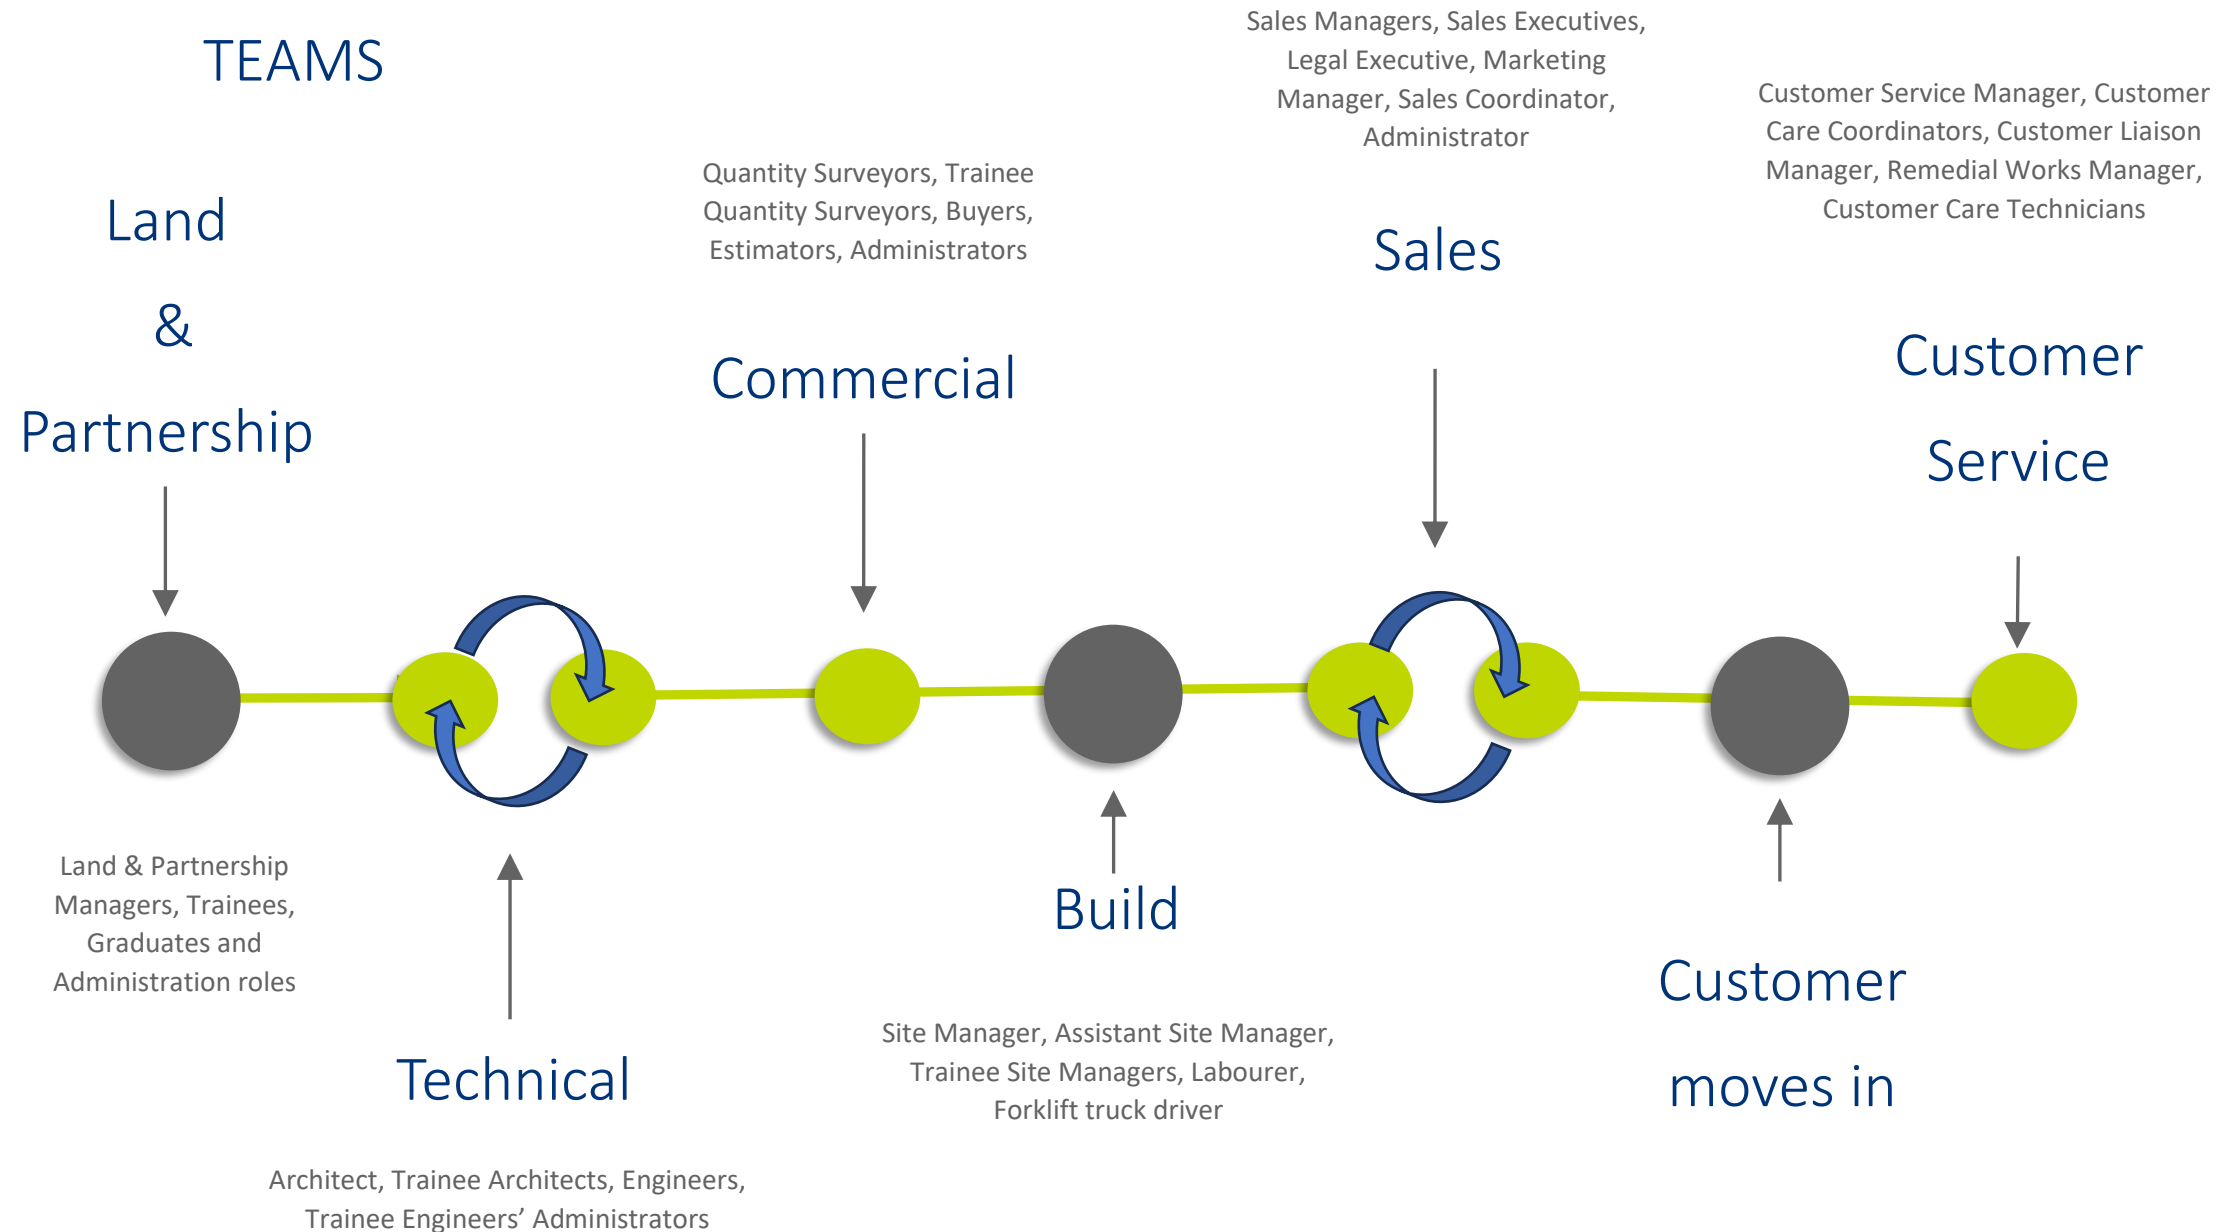 TEAMS
Land
&
Partnership
Land & Partnership
Managers, Trainees,
Graduates and
Administration roles
Technical
Architect, Trainee Architects, Engineers,
Trainee Engineers’ Administrators
Quantity Surveyors, Trainee
Quantity Surveyors, Buyers,
Estimators, Administrators
Commercial
Build
Site Manager, Assistant Site Manager,
Trainee Site Managers, Labourer,
Forklift truck driver
Sales Managers, Sales Executives,
Legal Executive, Marketing
Manager, Sales Coordinator,
Administrator
Sales
Customer
moves in
Customer Service Manager, Customer
Care Coordinators, Customer Liaison
Manager, Remedial Works Manager,
Customer Care Technicians
Customer
Service